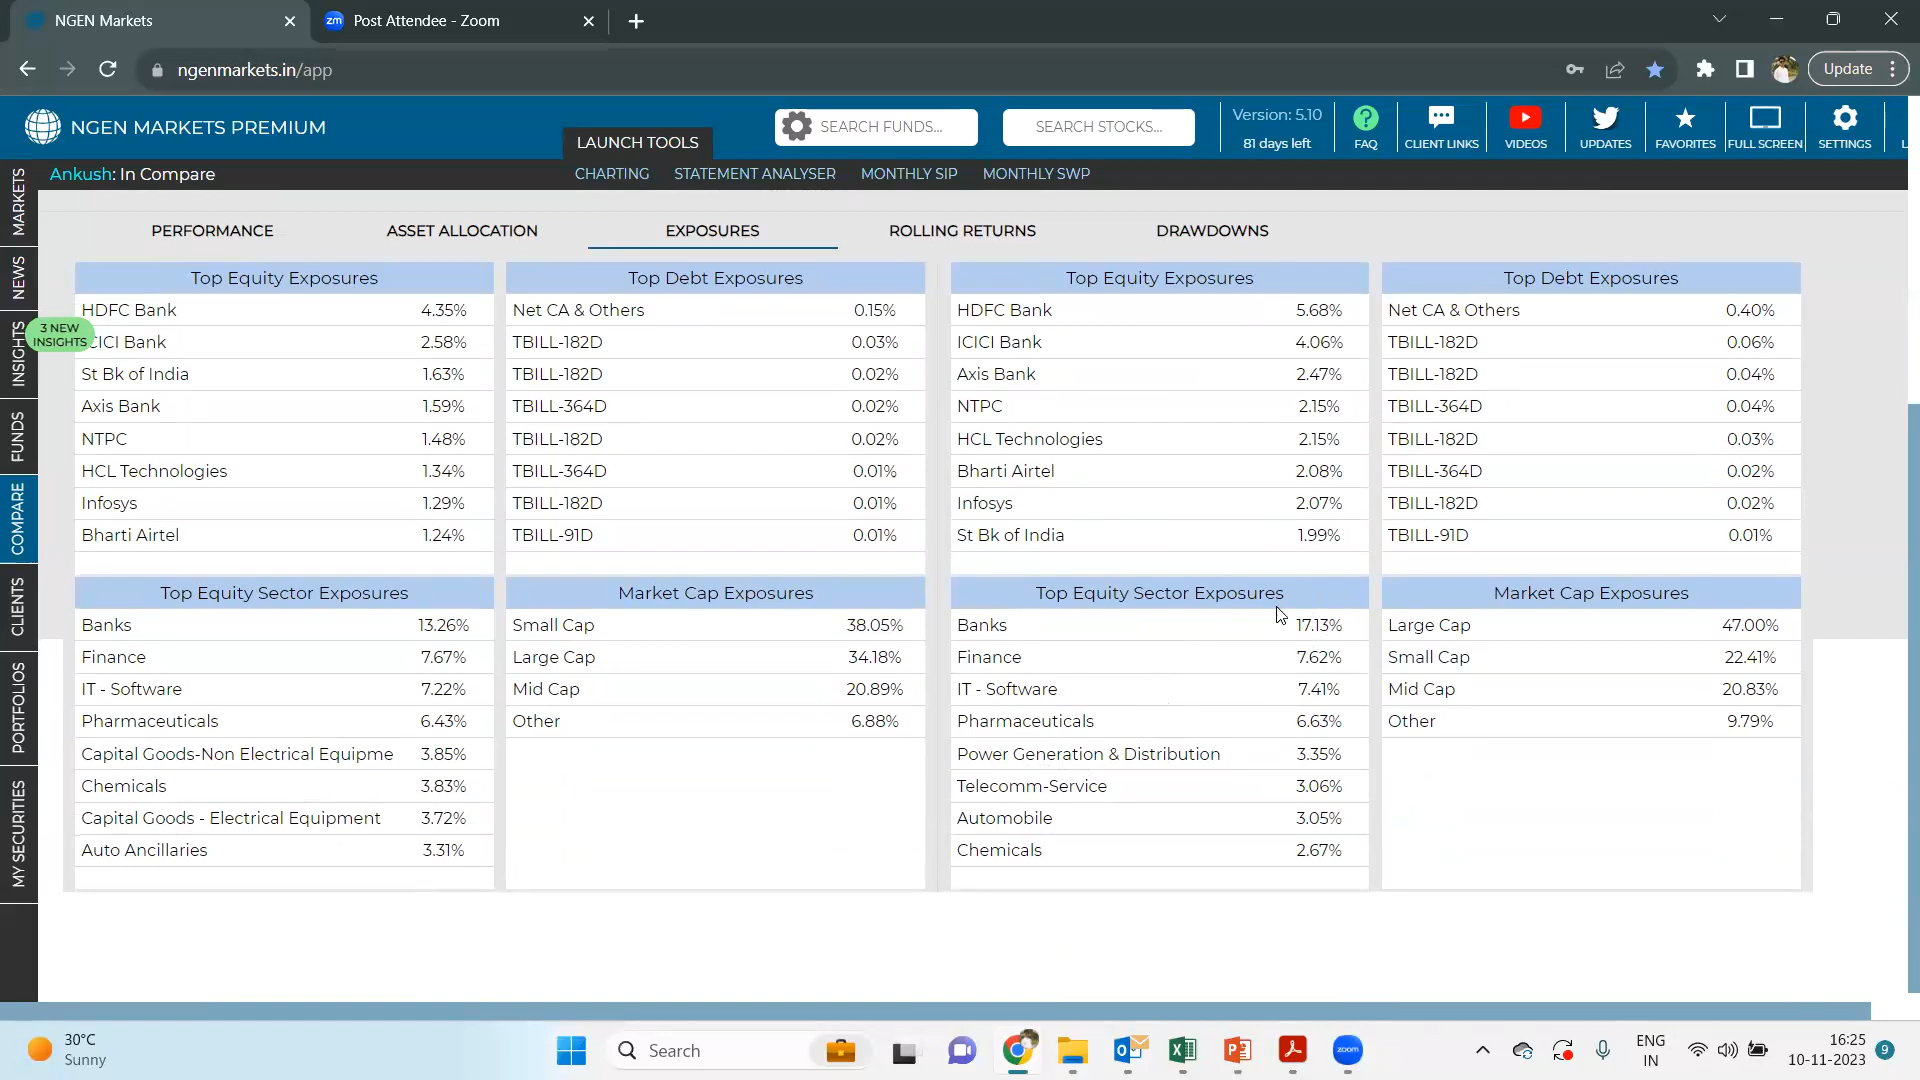 NGEN Markets
Post Attendee - Zoom
ngenmarkets.in/app
Update
NGEN MARKETS PREMIUM
LAUNCH TOOLS
SEARCH FUNDS...
SEARCH STOCKS...
Version: 5.10
81 days left
FAQ
CLIENT LINKS
VIDEOS
UPDATES
FAVORITES
FULL SCREEN
SETTINGS
Ankush: In Compare
CHARTING STATEMENT ANALYSER MONTHLY SIP MONTHLY SWP
MARKETS
NEWS
INSIGHTS
3 NEW
INSIGHTS
FUNDS
COMPARE
CLIENTS
PORTFOLIOS
MY SECURITIES
PERFORMANCE ASSET ALLOCATION EXPOSURES ROLLING RETURNS DRAWDOWNS
Top Equity Exposures
HDFC Bank 4.35%
ICICI Bank 2.58%
St Bk of India 1.63%
Axis Bank 1.59%
NTPC 1.48%
HCL Technologies 1.34%
Infosys 1.29%
Bharti Airtel 1.24%
Top Debt Exposures
Net CA & Others 0.15%
TBILL-182D 0.03%
TBILL-182D 0.02%
TBILL-364D 0.02%
TBILL-182D 0.02%
TBILL-364D 0.01%
TBILL-182D 0.01%
TBILL-91D 0.01%
Top Equity Exposures
HDFC Bank 5.68%
ICICI Bank 4.06%
Axis Bank 2.47%
NTPC 2.15%
HCL Technologies 2.15%
Bharti Airtel 2.08%
Infosys 2.07%
St Bk of India 1.99%
Top Debt Exposures
Net CA & Others 0.40%
TBILL-182D 0.06%
TBILL-182D 0.04%
TBILL-364D 0.04%
TBILL-182D 0.03%
TBILL-364D 0.02%
TBILL-182D 0.02%
TBILL-91D 0.01%
Top Equity Sector Exposures
Banks 13.26%
Finance 7.67%
IT - Software 7.22%
Pharmaceuticals 6.43%
Capital Goods-Non Electrical Equipme 3.85%
Chemicals 3.83%
Capital Goods - Electrical Equipment 3.72%
Auto Ancillaries 3.31%
Market Cap Exposures
Small Cap 38.05%
Large Cap 34.18%
Mid Cap 20.89%
Other 6.88%
Top Equity Sector Exposures
Banks 17.13%
Finance 7.62%
IT - Software 7.41%
Pharmaceuticals 6.63%
Power Generation & Distribution 3.35%
Telecomm-Service 3.06%
Automobile 3.05%
Chemicals 2.67%
Market Cap Exposures
Large Cap 47.00%
Small Cap 22.41%
Mid Cap 20.83%
Other 9.79%
30°C
Sunny
Search
zoom
ENG
IN
16:25
10-11-2023
9